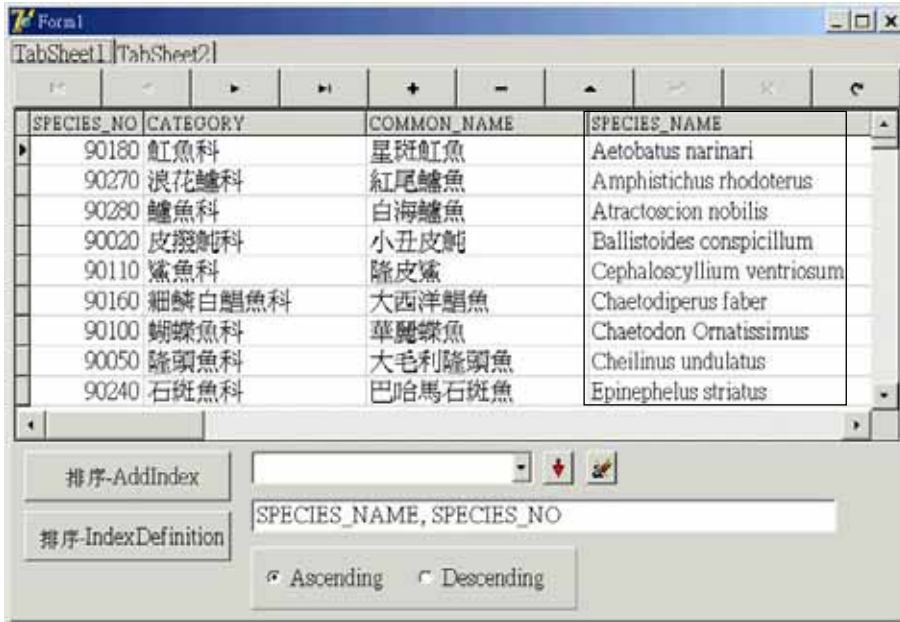 Form1
TabSheet1 TabSheet2
SPECIES_NO CATEGORY COMMON_NAME SPECIES_NAME
90180 魟魚科 星斑魟魚 Aetobatus narinari
90270 浪花鱸科 紅尾鱸魚 Amphistichus rhodoterus
90280 鱸魚科 白海鱸魚 Atractoscion nobilis
90020 皮撥魨科 小丑皮魨 Ballistoides conspicillum
90110 鯊魚科 隆皮鯊 Cephaloscyllium ventriosum
90160 細鱗白鯧魚科 大西洋鯧魚 Chaetodiperus faber
90100 蝴蝶魚科 華麗蝶魚 Chaetodon Ornatissimus
90050 隆頭魚科 大毛利隆頭魚 Cheilinus undulatus
90240 石斑魚科 巴哈馬石斑魚 Epinephelus striatus
排序-AddIndex
SPECIES_NAME, SPECIES_NO
排序-IndexDefinition
Ascending Descending